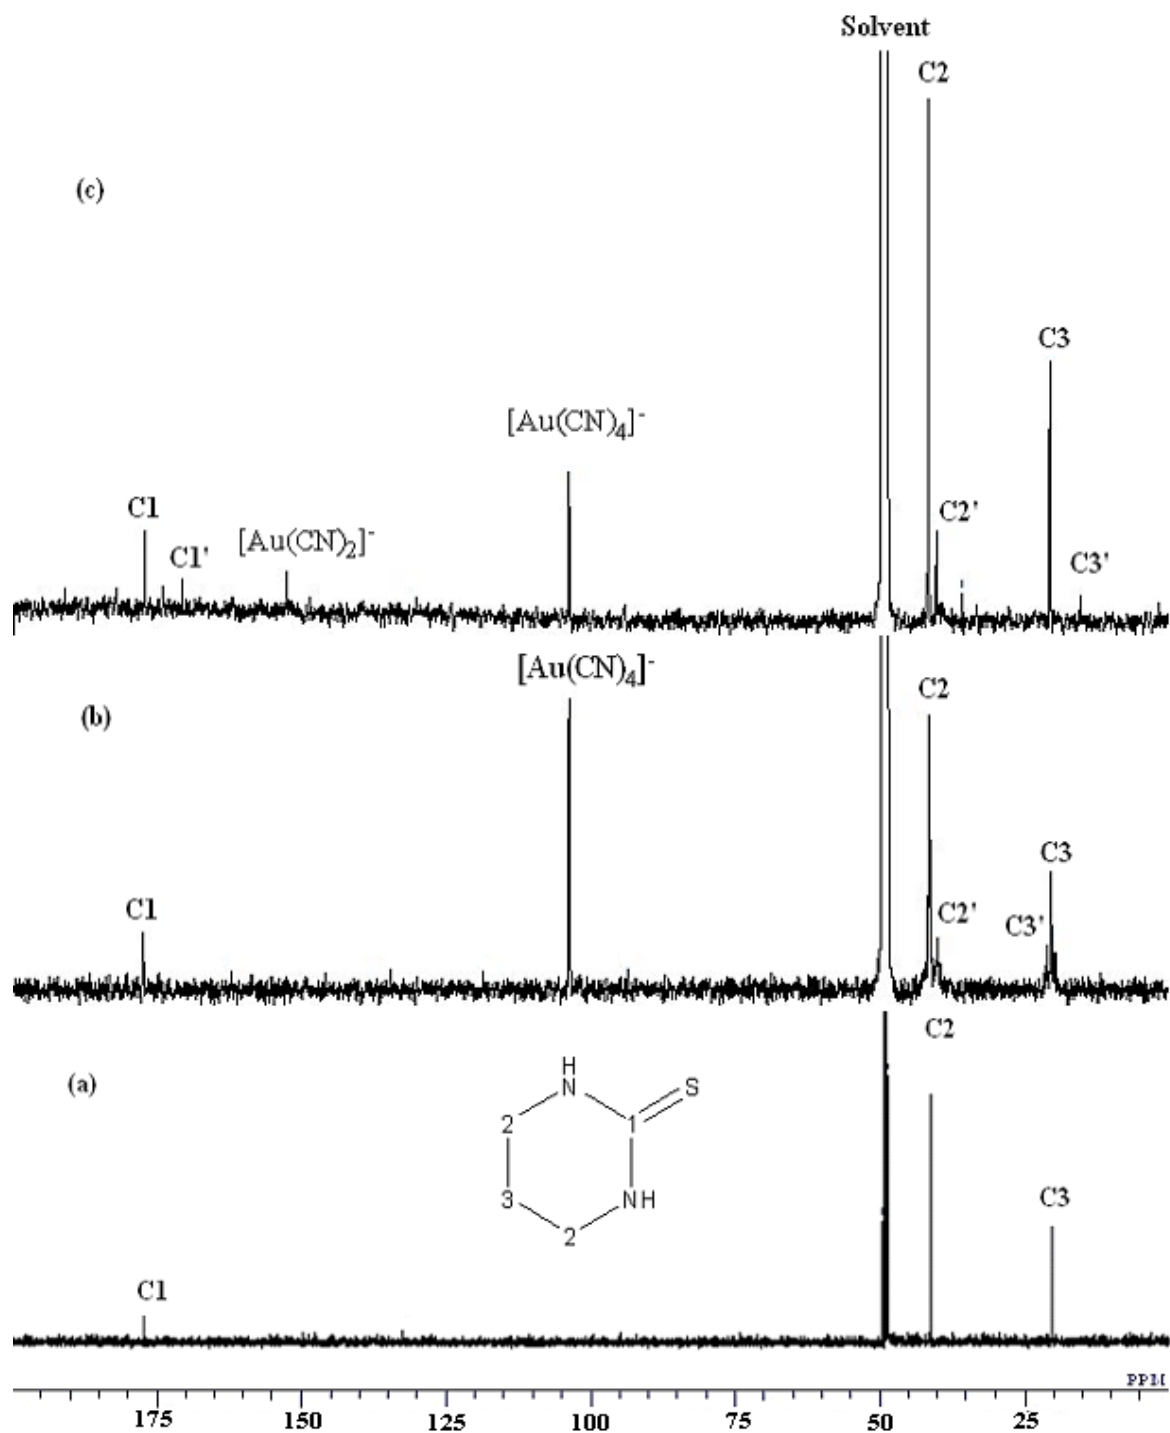 Solvent
C2
(c)
C3
[Au(CN)4]-
C1
C1'
[Au(CN)2]-
C2'
C3'
[Au(CN)4]-
C2
(b)
C3
C1
C2'
C3'
C2
(a)
H
N
S
2
1
3
NH
2
C3
C1
PPM
175 150 125 100 75 50 25